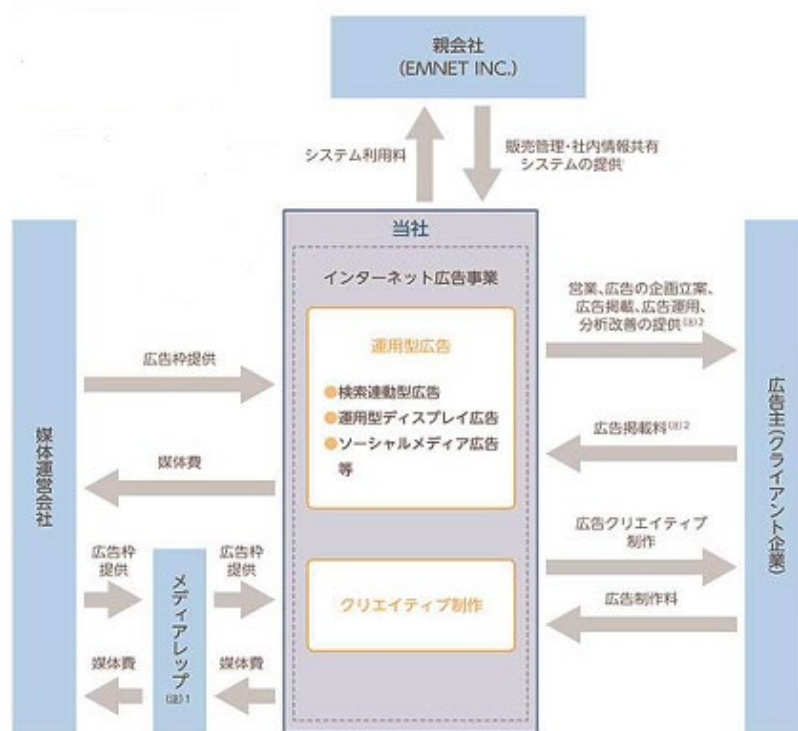 親会社
(EMNET INC.)
システム利用料
販売管理・社内情報共有
システムの提供
当社
インターネット広告事業
運用型広告
●検索連動型広告
●運用型ディスプレイ広告
●ソーシャルメディア広告
等
クリエイティブ制作
媒体運営会社
広告枠提供
媒体費
広告枠
提供
メディアレップ
(注)1
広告枠
提供
媒体費
媒体費
営業、広告の企画立案、
広告掲載、広告運用、
分析改善の提供(注)2
広告掲載料(注)2
広告クリエイティブ
制作
広告制作料
広告主(クライアント企業)